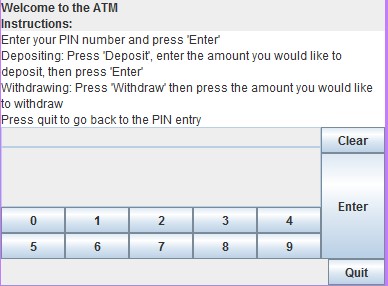 Welcome to the ATM
Instructions:
Enter your PIN number and press 'Enter'
Depositing: Press 'Deposit', enter the amount you would like to
deposit, then press 'Enter'
Withdrawing: Press 'Withdraw' then press the amount you would like
to withdraw
Press quit to go back to the PIN entry
Clear
Enter
0 1 2 3 4
5 6 7 8 9
Quit